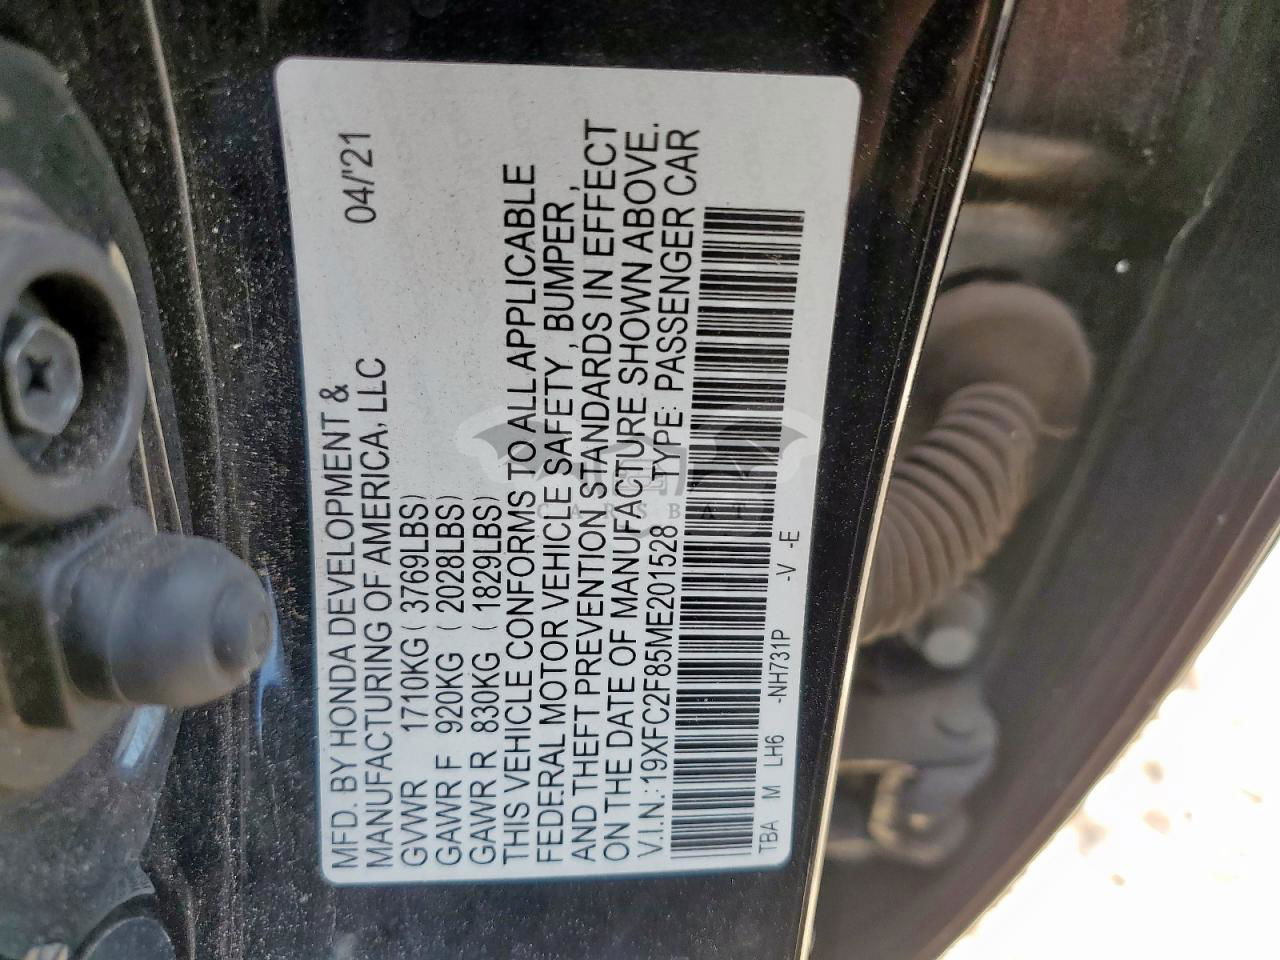 MFD. BY HONDA DEVELOPMENT &
MANUFACTURING OF AMERICA, LLC 04/'21
GVWR 1710KG ( 3769LBS)
GAWR F 920KG ( 2028LBS)
GAWR R 830KG ( 1829LBS)
THIS VEHICLE CONFORMS TO ALL APPLICABLE
FEDERAL MOTOR VEHICLE SAFETY , BUMPER ,
AND THEFT PREVENTION STANDARDS IN EFFECT
ON THE DATE OF MANUFACTURE SHOWN ABOVE.
V.I.N.: 19XFC2F85ME201528 TYPE: PASSENGER CAR
TBA M LH6 -NH731P -V -E
CARSBAT